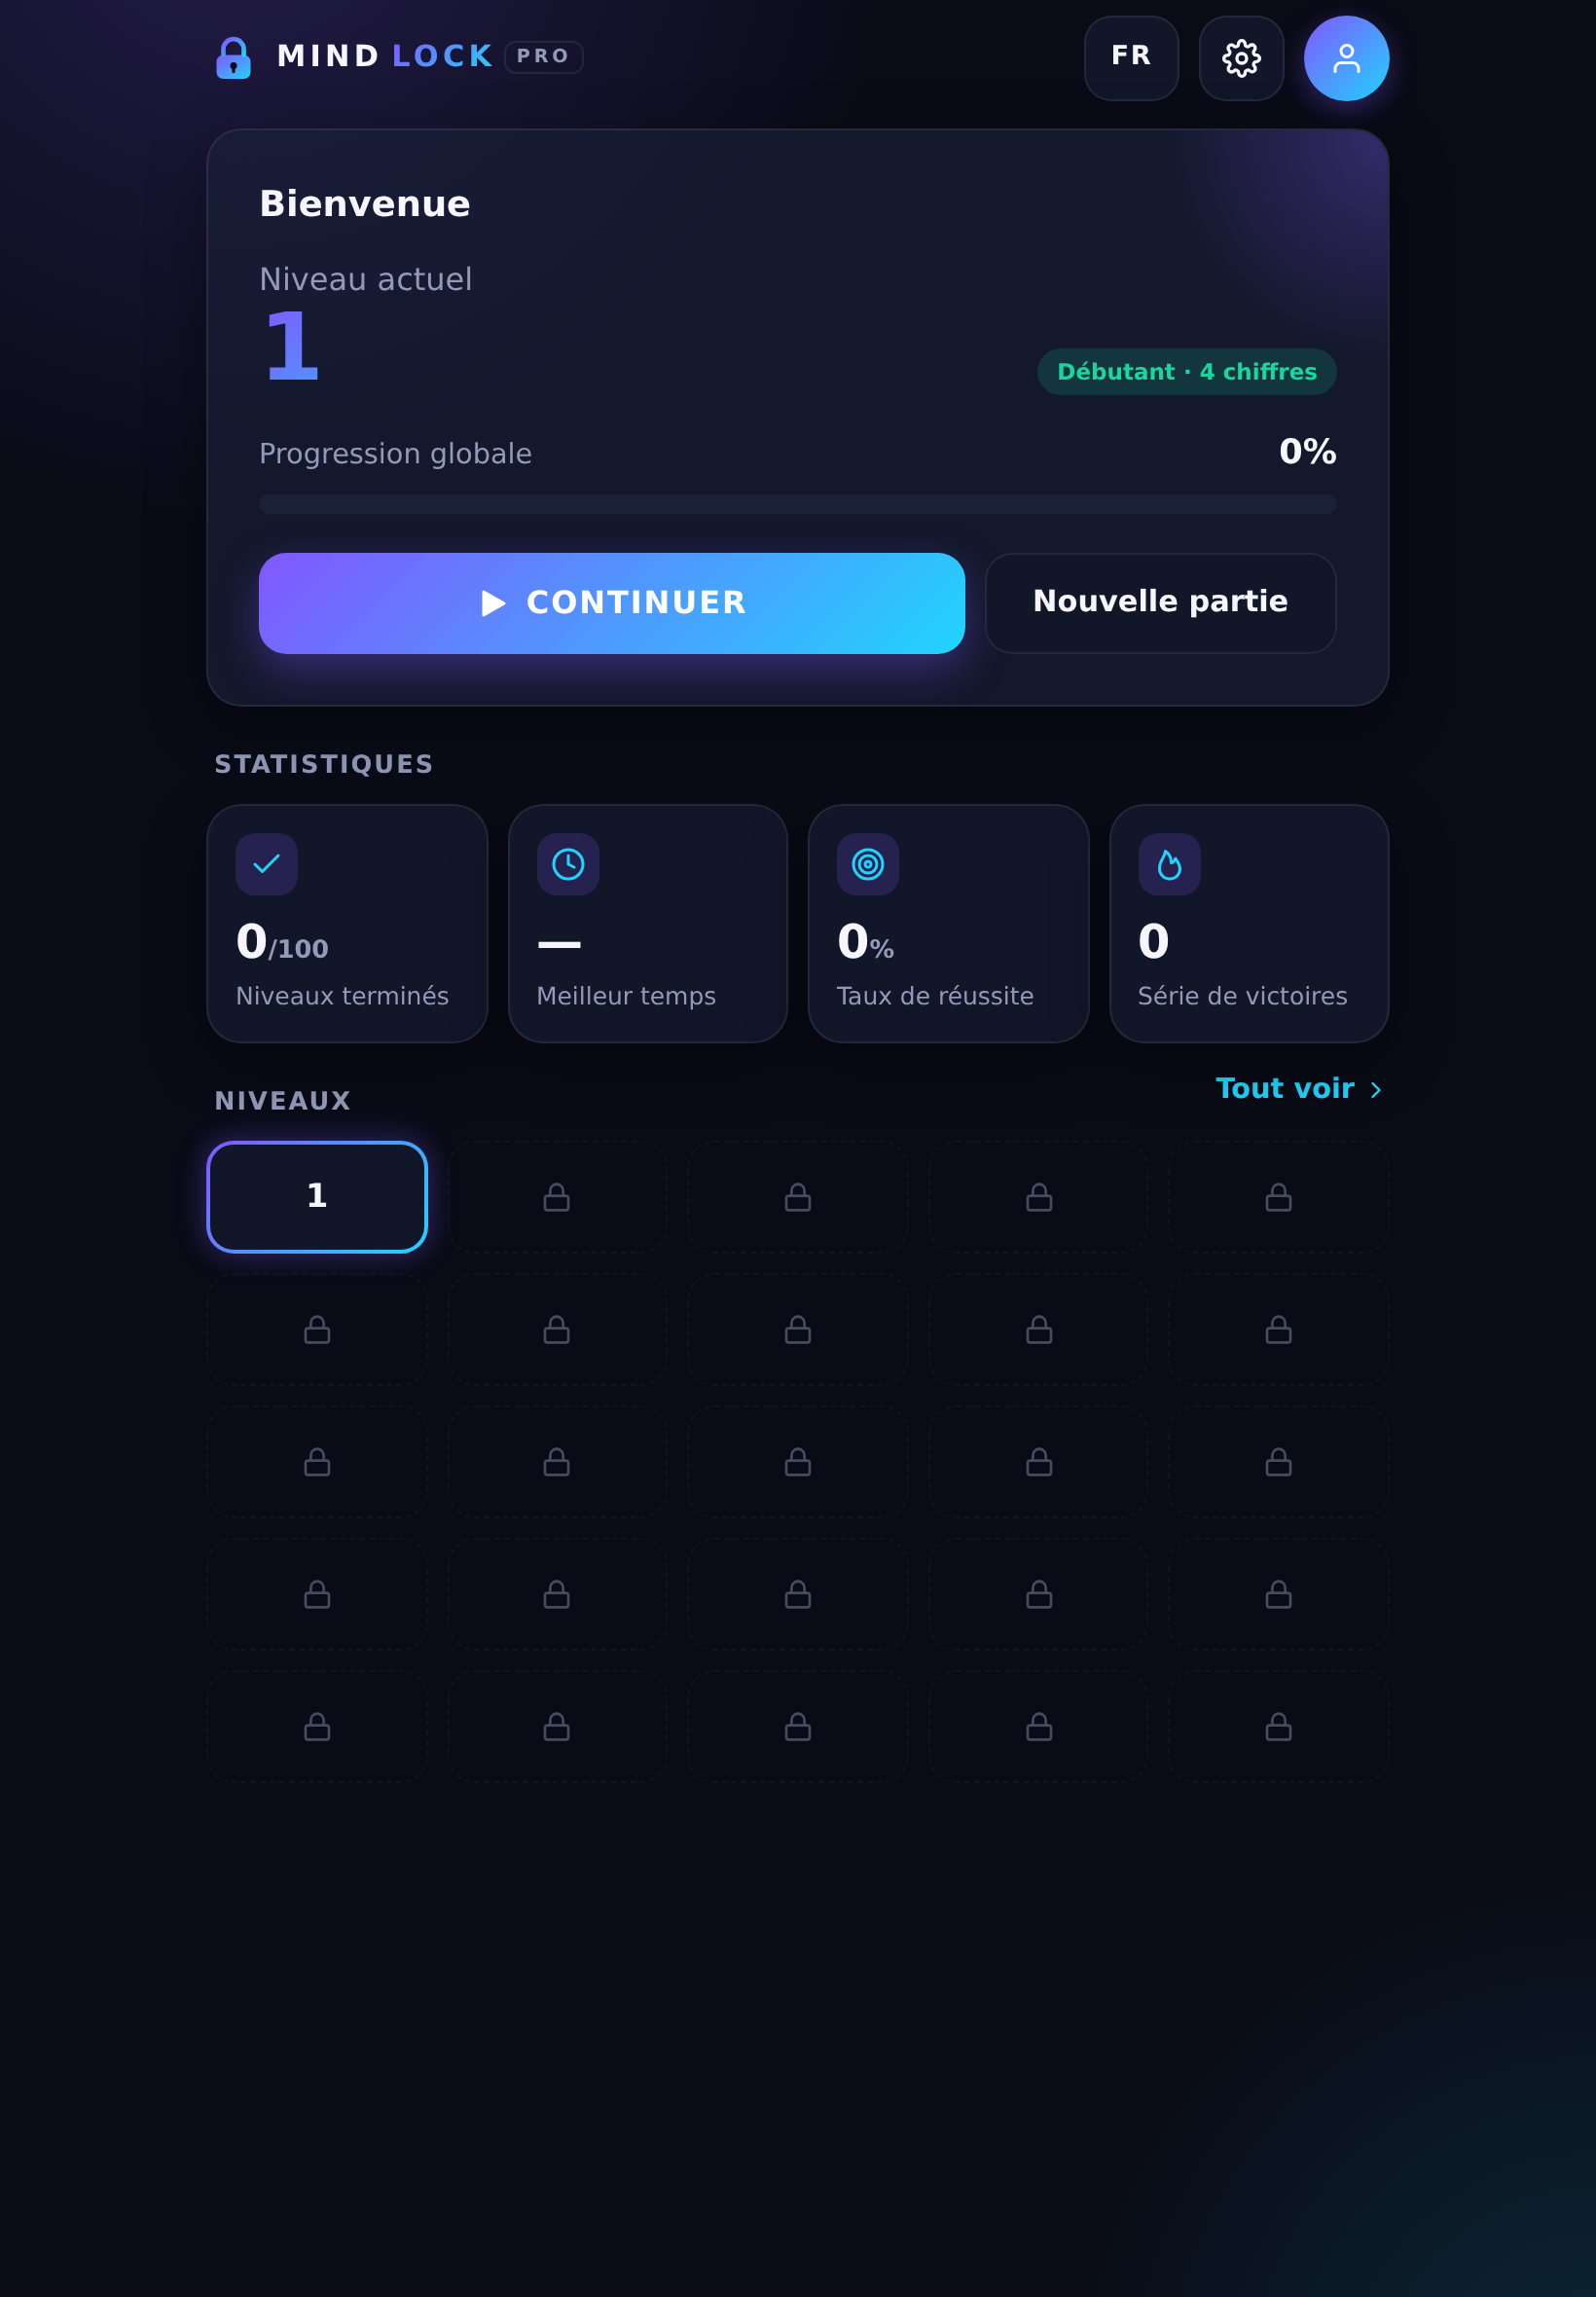 MIND LOCK PRO
FR
Bienvenue
Niveau actuel
1
Débutant · 4 chiffres
Progression globale
0%
CONTINUER
Nouvelle partie
STATISTIQUES
0/100
Niveaux terminés
—
Meilleur temps
0%
Taux de réussite
0
Série de victoires
NIVEAUX
Tout voir
1